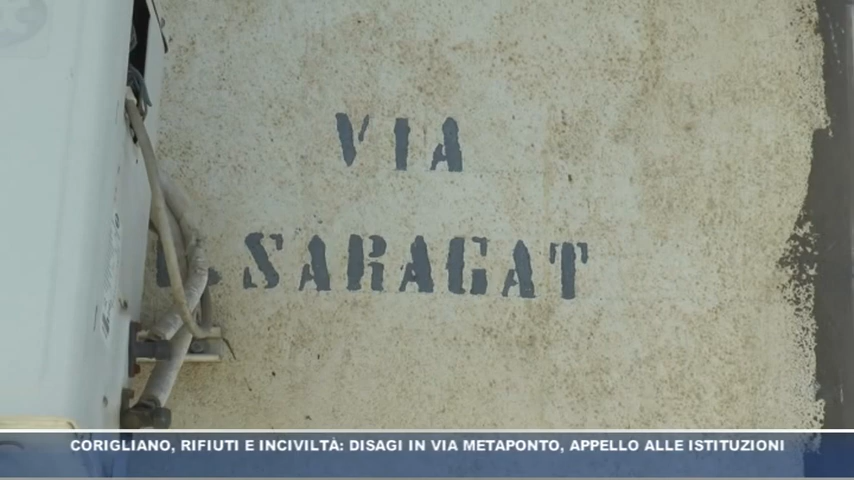 VIA
SARAGAT
CORIGLIANO, RIFIUTI E INCIVILTÀ: DISAGI IN VIA METAPONTO, APPELLO ALLE ISTITUZIONI